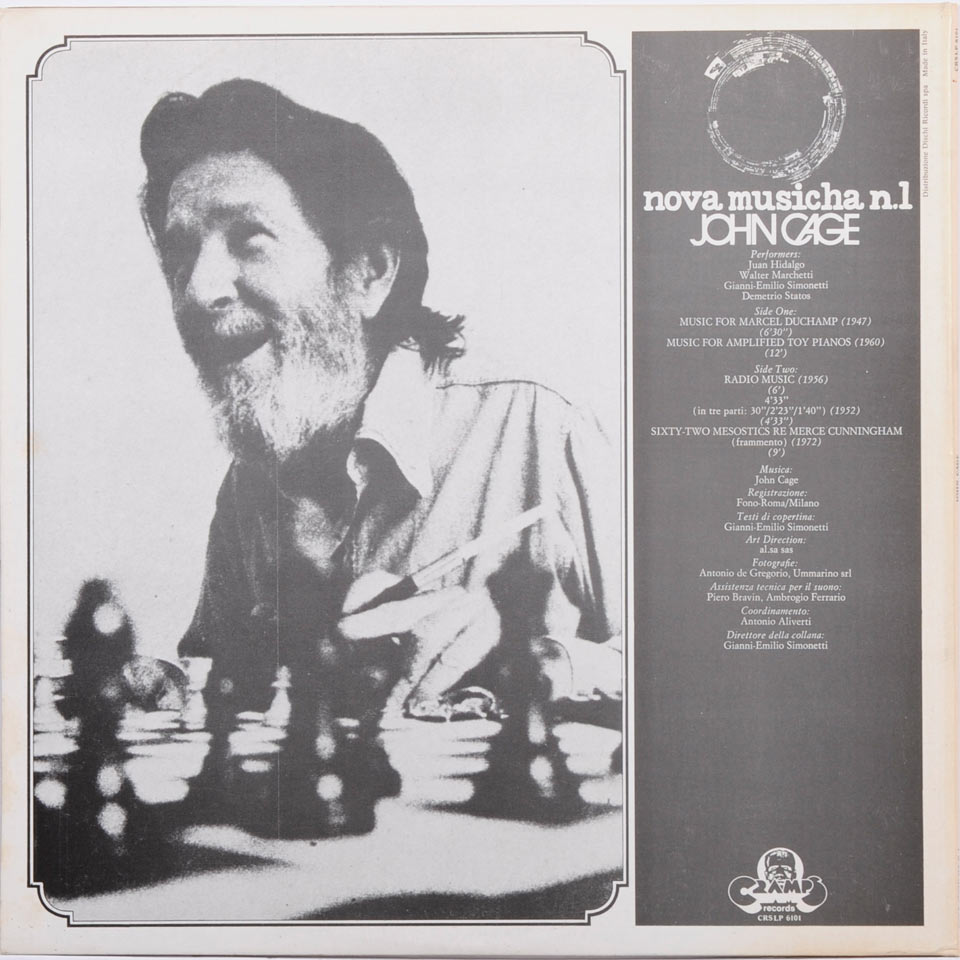 nova musicha n.1
JOHN CAGE
Performers:
Juan Hidalgo
Walter Marchetti
Gianni-Emilio Simonetti
Demetrio Statos
Side One:
MUSIC FOR MARCEL DUCHAMP (1947)
(6'30")
MUSIC FOR AMPLIFIED TOY PIANOS (1960)
(12')
Side Two:
RADIO MUSIC (1956)
(6')
4'33"
(in tre parti: 30"/2'23"/1'40") (1952)
(4'33")
SIXTY-TWO MESOSTICS RE MERCE CUNNINGHAM
(frammento) (1972)
(9')
Musica:
John Cage
Registrazione:
Fono-Roma/Milano
Testi di copertina:
Gianni-Emilio Simonetti
Art Direction:
al.sa sas
Fotografie:
Antonio de Gregorio, Ummarino srl
Assistenza tecnica per il suono:
Piero Bravin, Ambrogio Ferrario
Coordinamento:
Antonio Aliverti
Direttore della collana:
Gianni-Emilio Simonetti
CRAMPS
records
CRSLP 6101
Distribuzione Dischi Ricordi spa Made in Italy